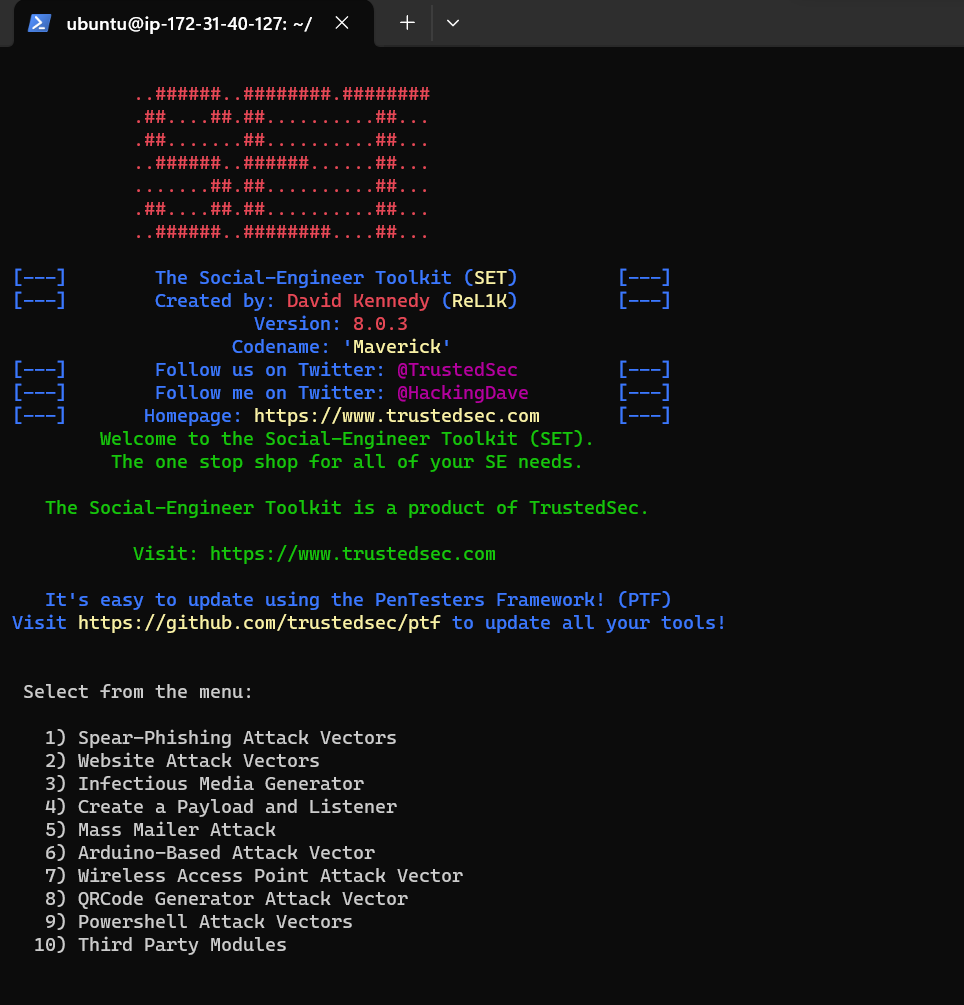 ubuntu@ip-172-31-40-127: ~/
..######..########.########
.##....##.##..........##...
.##.......##..........##...
..######..######......##...
.......##.##..........##...
.##....##.##..........##...
..######..########....##...
[---]        The Social-Engineer Toolkit (SET)         [---]
[---]        Created by: David Kennedy (ReL1K)         [---]
Version: 8.0.3
Codename: 'Maverick'
[---]        Follow us on Twitter: @TrustedSec         [---]
[---]        Follow me on Twitter: @HackingDave        [---]
[---]       Homepage: https://www.trustedsec.com       [---]
Welcome to the Social-Engineer Toolkit (SET).
The one stop shop for all of your SE needs.
The Social-Engineer Toolkit is a product of TrustedSec.
Visit: https://www.trustedsec.com
It's easy to update using the PenTesters Framework! (PTF)
Visit https://github.com/trustedsec/ptf to update all your tools!
Select from the menu:
1) Spear-Phishing Attack Vectors
2) Website Attack Vectors
3) Infectious Media Generator
4) Create a Payload and Listener
5) Mass Mailer Attack
6) Arduino-Based Attack Vector
7) Wireless Access Point Attack Vector
8) QRCode Generator Attack Vector
9) Powershell Attack Vectors
10) Third Party Modules